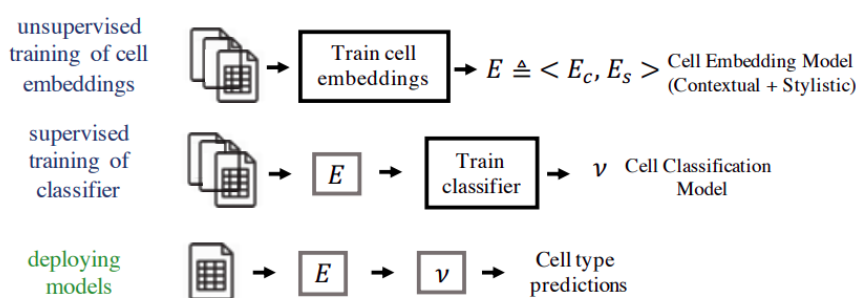 unsupervised
training of cell
embeddings
Train cell
embeddings
E ≜ < E_c, E_s >
Cell Embedding Model
(Contextual + Stylistic)
supervised
training of
classifier
E
Train
classifier
ν
Cell Classification
Model
deploying
models
E
ν
Cell type
predictions